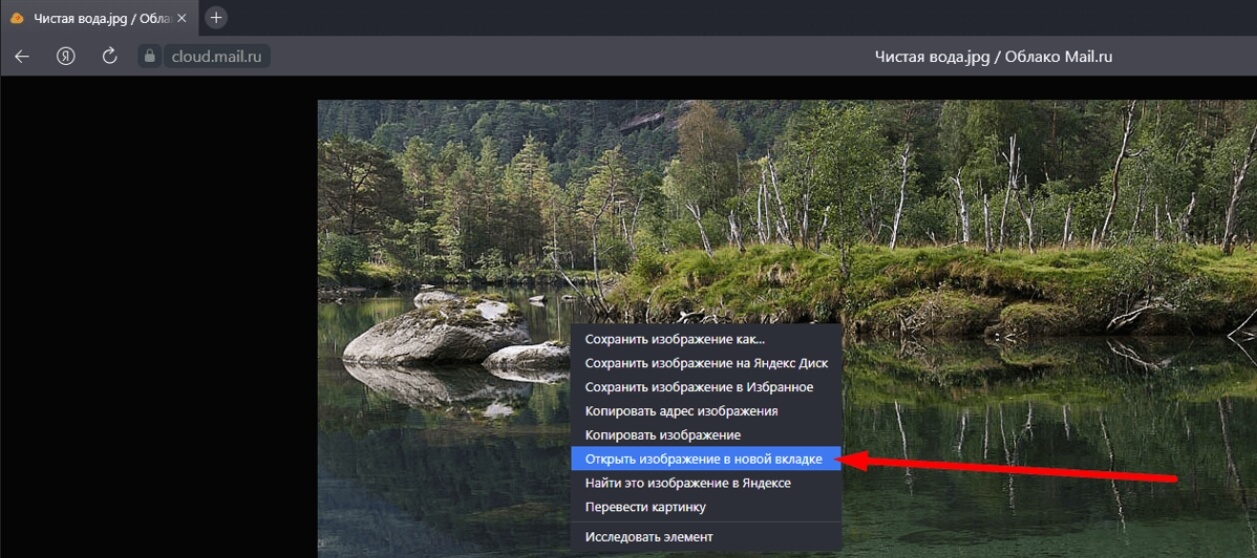 Чистая вода.jpg / Обла
cloud.mail.ru
Чистая вода.jpg / Облако Mail.ru
Сохранить изображение как...
Сохранить изображение на Яндекс Диск
Сохранить изображение в Избранное
Копировать адрес изображения
Копировать изображение
Открыть изображение в новой вкладке
Найти это изображение в Яндексе
Перевести картинку
Исследовать элемент